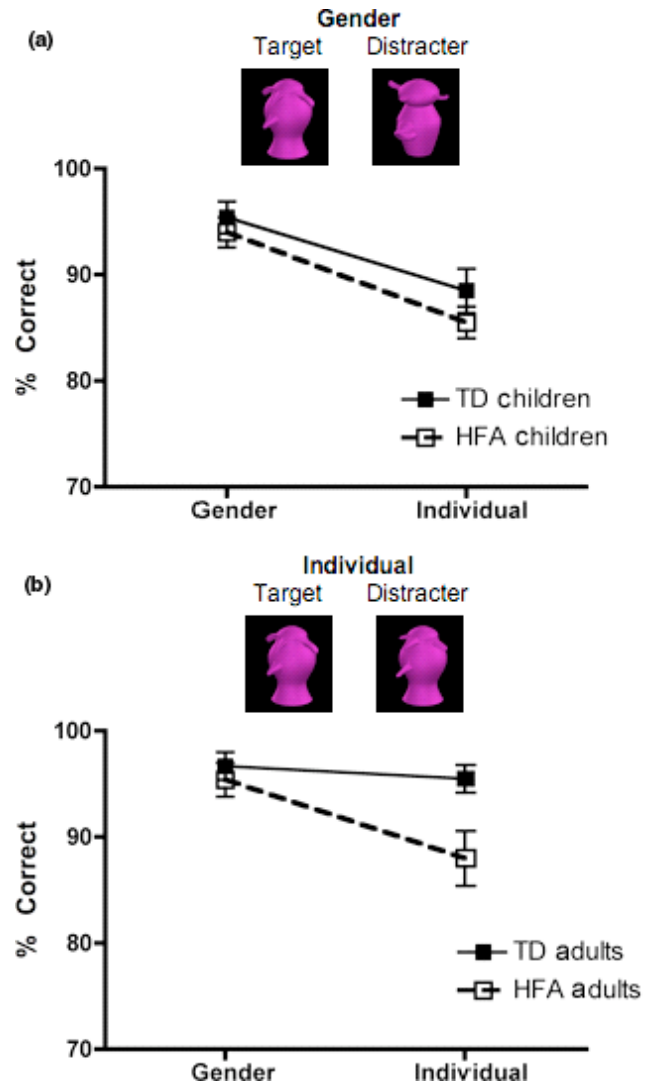 (a)
Gender
Target Distracter
100
90
80
70
% Correct
TD children
HFA children
Gender Individual
(b)
Individual
Target Distracter
100
90
80
70
% Correct
TD adults
HFA adults
Gender Individual